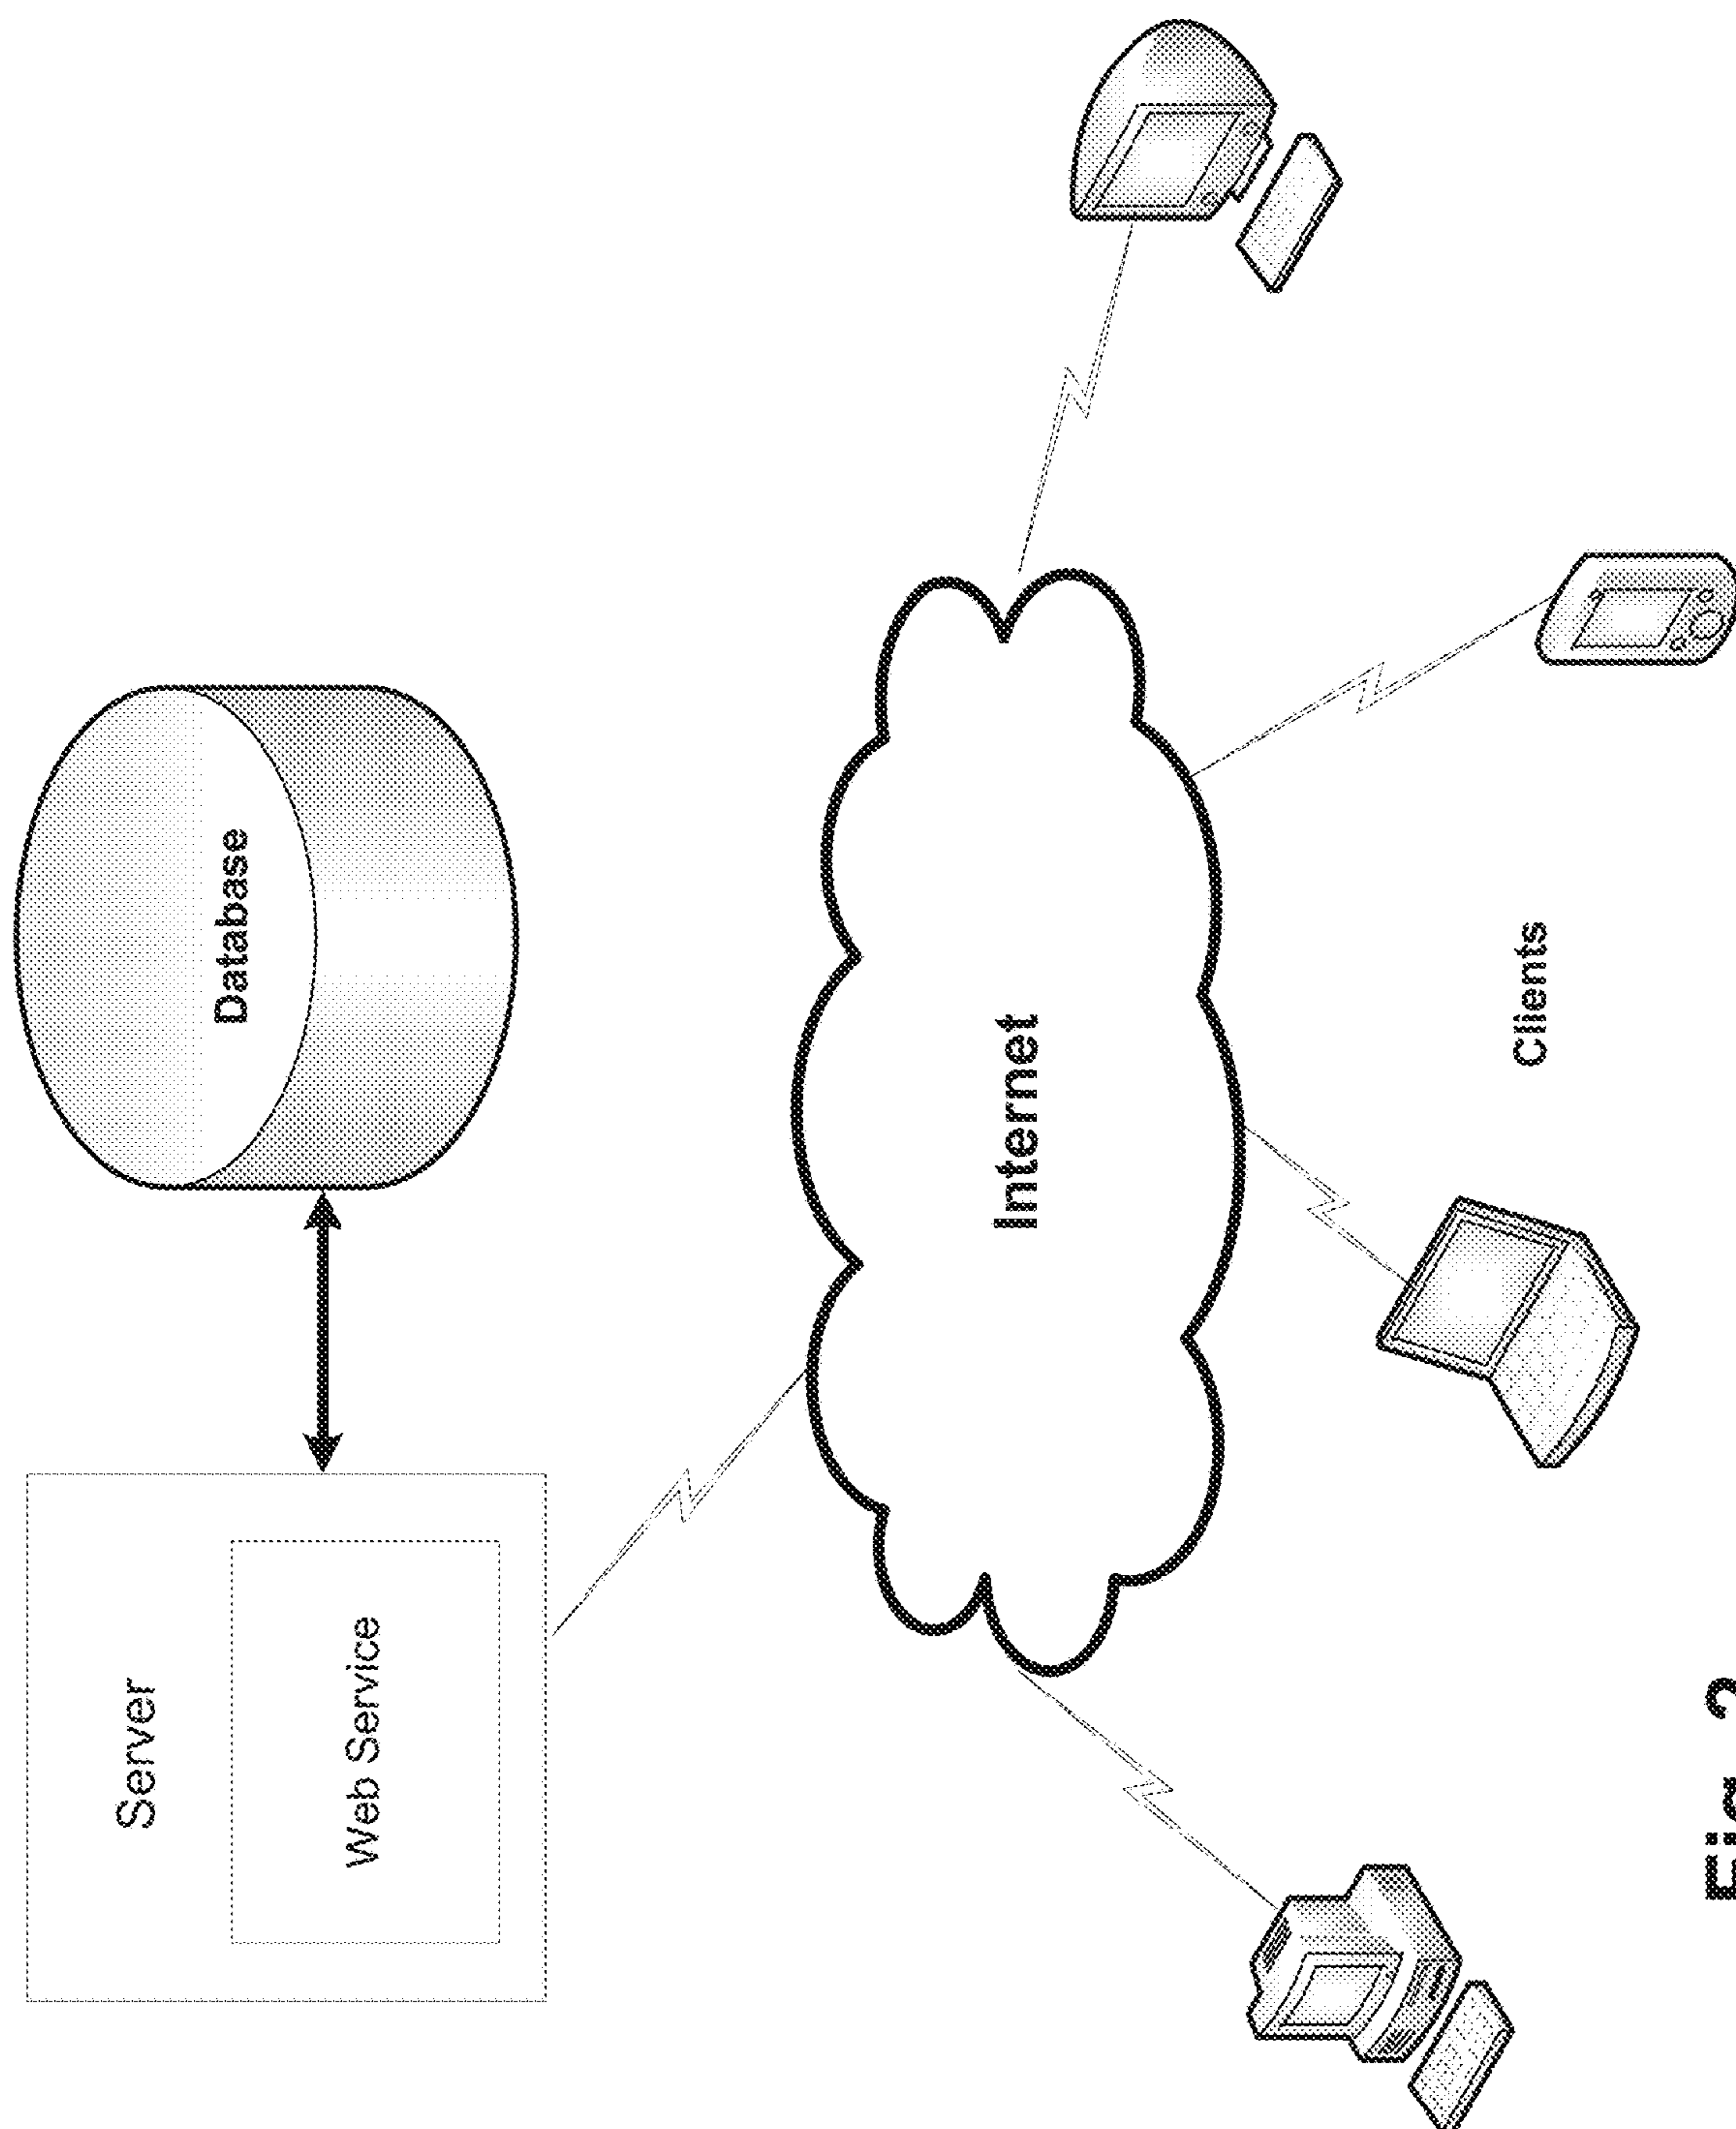 Server
Web Service
Database
Internet
Clients
Fig. 2